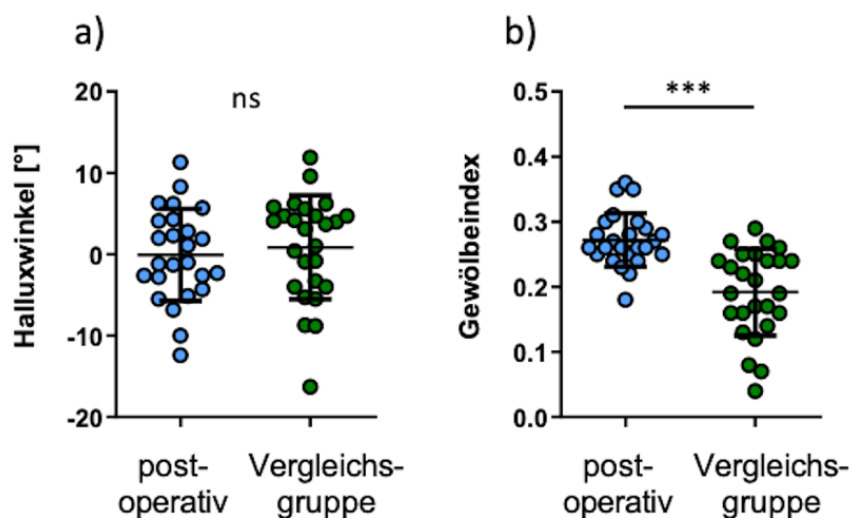 a)
ns
Halluxwinkel [°]
20
10
0
-10
-20
post-
operativ
Vergleichs-
gruppe
b)
***
Gewölbeindex
0.5
0.4
0.3
0.2
0.1
0.0
post-
operativ
Vergleichs-
gruppe